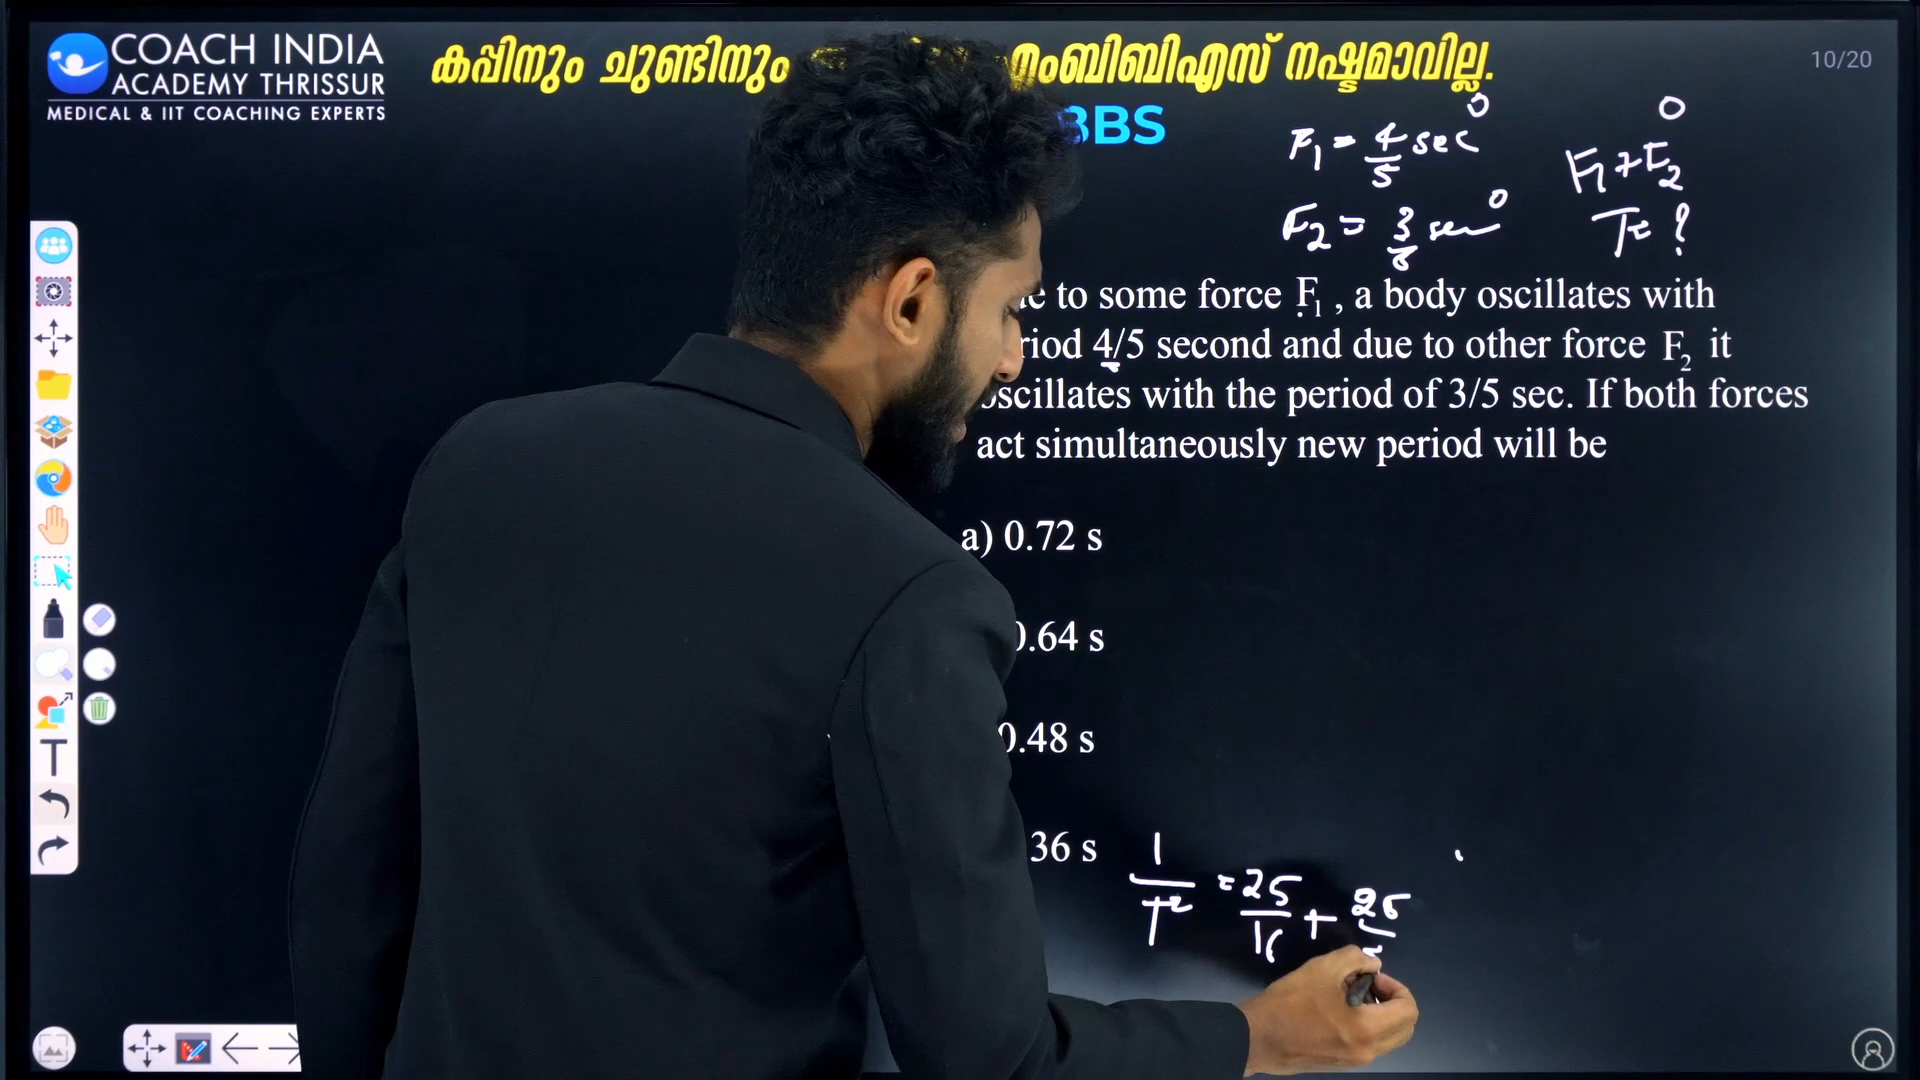 COACH INDIA
ACADEMY THRISSUR
MEDICAL & IIT COACHING EXPERTS
കപ്പിനും ചുണ്ടിനും നഷ്ടമാവില്ല.
BBS
10/20
F₁ = 4/5 sec
F₂ = 3/5 sec
F₁+F₂
T = ?
to some force F₁ , a body oscillates with
4/5 second and due to other force F₂ it
oscillates with the period of 3/5 sec. If both forces
act simultaneously new period will be
a) 0.72 s
0.64 s
0.48 s
.36 s
1/T² = 25/16 + 25/
T